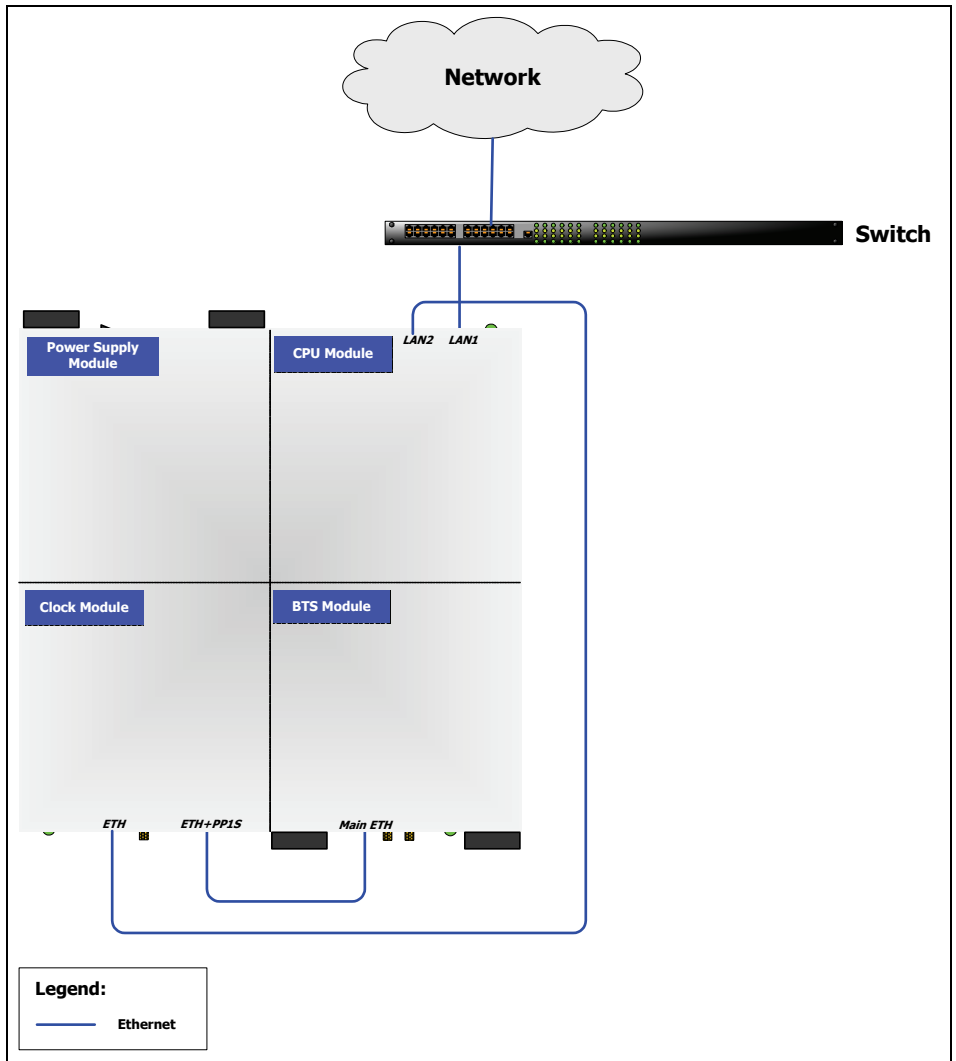 Network
Switch
LAN2
LAN1
Power Supply
Module
CPU Module
Clock Module
BTS Module
ETH
ETH+PP1S
Main ETH
Legend:
Ethernet